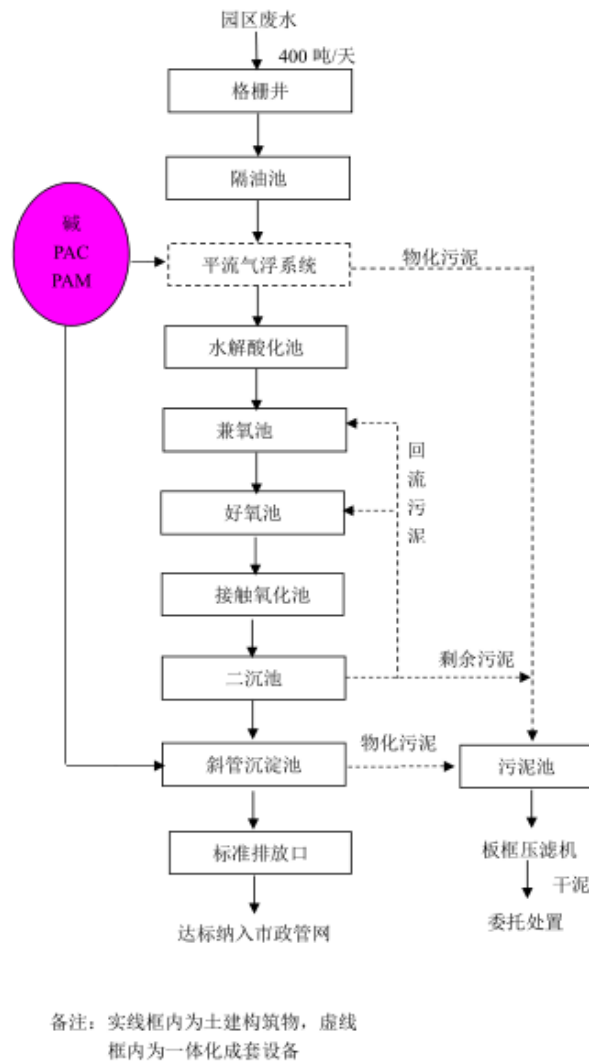 园区废水
400 吨/天
格栅井
隔油池
碱
PAC
PAM
平流气浮系统
物化污泥
水解酸化池
兼氧池
回
流
污
泥
好氧池
接触氧化池
二沉池
剩余污泥
斜管沉淀池
物化污泥
污泥池
标准排放口
板框压滤机
干泥
达标纳入市政管网
委托处置
备注：实线框内为土建构筑物，虚线
框内为一体化成套设备